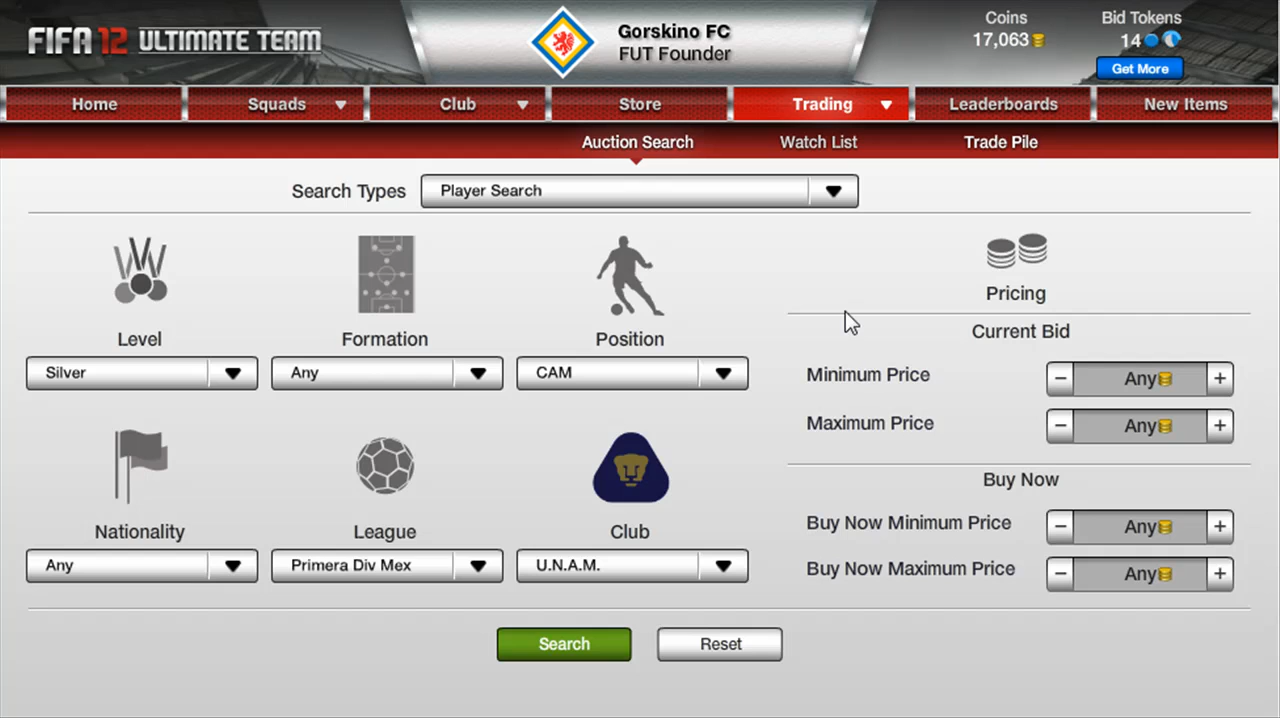 FIFA 12 ULTIMATE TEAM
Gorskino FC
FUT Founder
Coins
17,063
Bid Tokens
14
Get More
Home
Squads
Club
Store
Trading
Leaderboards
New Items
Auction Search
Watch List
Trade Pile
Search Types
Player Search
Level
Silver
Formation
Any
Position
CAM
Nationality
Any
League
Primera Div Mex
Club
U.N.A.M.
Pricing
Current Bid
Minimum Price
− Any +
Maximum Price
− Any +
Buy Now
Buy Now Minimum Price
− Any +
Buy Now Maximum Price
− Any +
Search
Reset